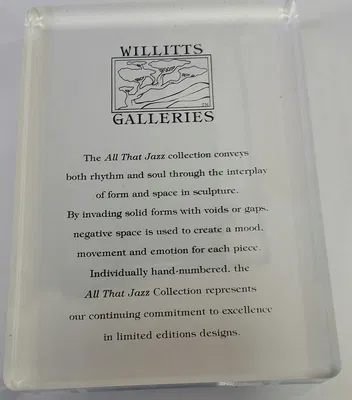 WILLITTS
GALLERIES
The All That Jazz collection conveys
both rhythm and soul through the interplay
of form and space in sculpture.
By invading solid forms with voids or gaps,
negative space is used to create a mood,
movement and emotion for each piece.
Individually hand-numbered, the
All That Jazz Collection represents
our continuing commitment to excellence
in limited editions designs.